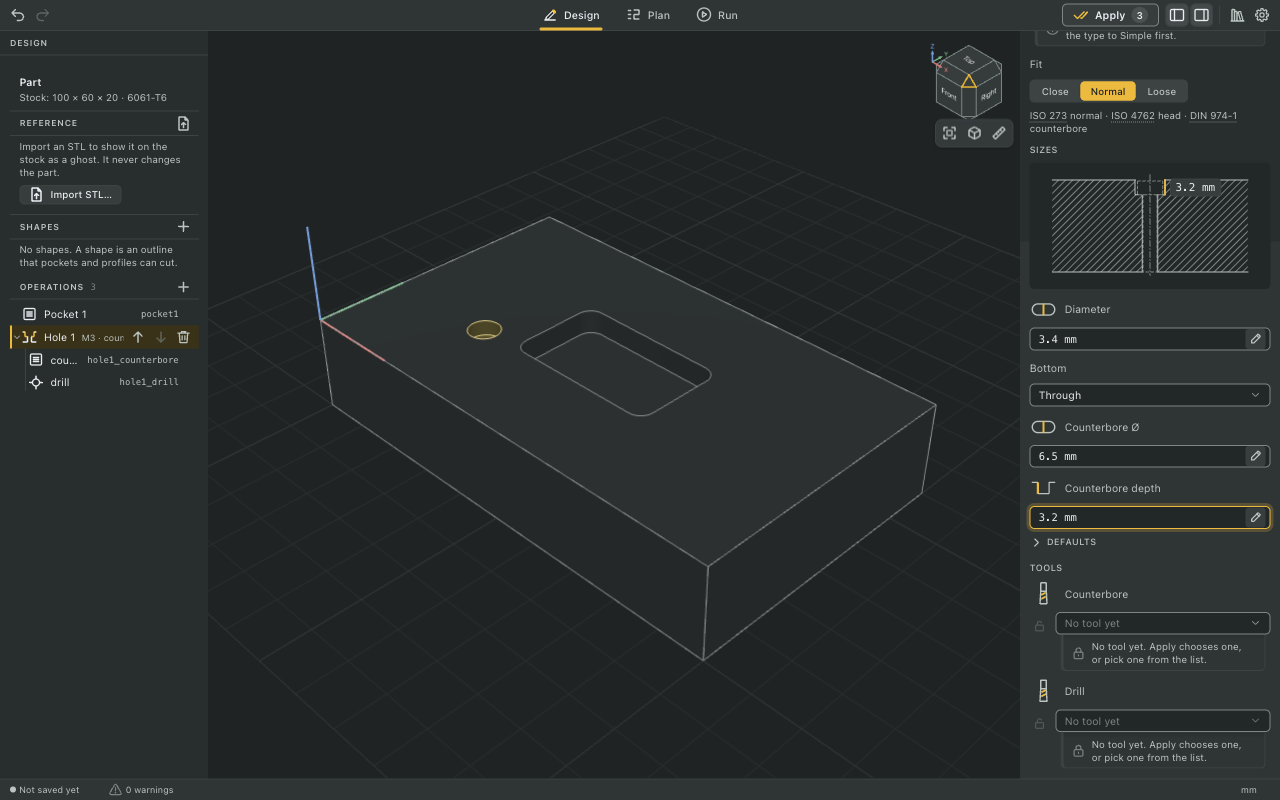 Design
Plan
Run
Apply 3
DESIGN
Part
Stock: 100 × 60 × 20 · 6061-T6
REFERENCE
Import an STL to show it on the
stock as a ghost. It never changes
the part.
Import STL...
SHAPES
No shapes. A shape is an outline
that pockets and profiles can cut.
OPERATIONS 3
Pocket 1 pocket1
Hole 1 M3 · coun
cou... hole1_counterbore
drill hole1_drill
Z
Y
X
Top
Front
Right
the type to Simple first.
Fit
Close Normal Loose
ISO 273 normal · ISO 4762 head · DIN 974-1
counterbore
SIZES
3.2 mm
Diameter
3.4 mm
Bottom
Through
Counterbore Ø
6.5 mm
Counterbore depth
3.2 mm
DEFAULTS
TOOLS
Counterbore
No tool yet
No tool yet. Apply chooses one,
or pick one from the list.
Drill
No tool yet
No tool yet. Apply chooses one,
or pick one from the list.
Not saved yet
0 warnings
mm